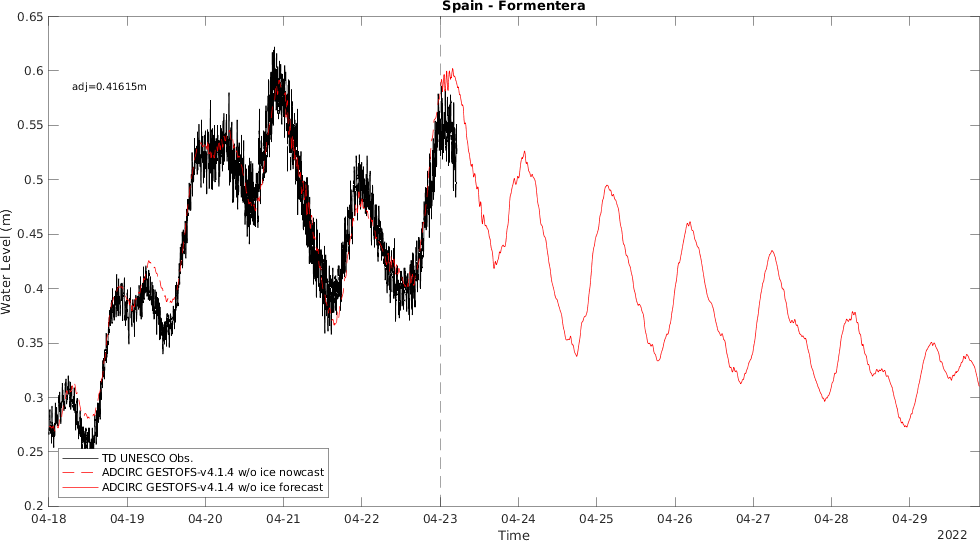 Spain - Formentera
0.65
0.6
adj=0.41615m
0.55
0.5
0.45
0.4
0.35
0.3
0.25
0.2
Water Level (m)
TD UNESCO Obs.
ADCIRC GESTOFS-v4.1.4 w/o ice nowcast
ADCIRC GESTOFS-v4.1.4 w/o ice forecast
04-18 04-19 04-20 04-21 04-22 04-23 04-24 04-25 04-26 04-27 04-28 04-29
Time
2022